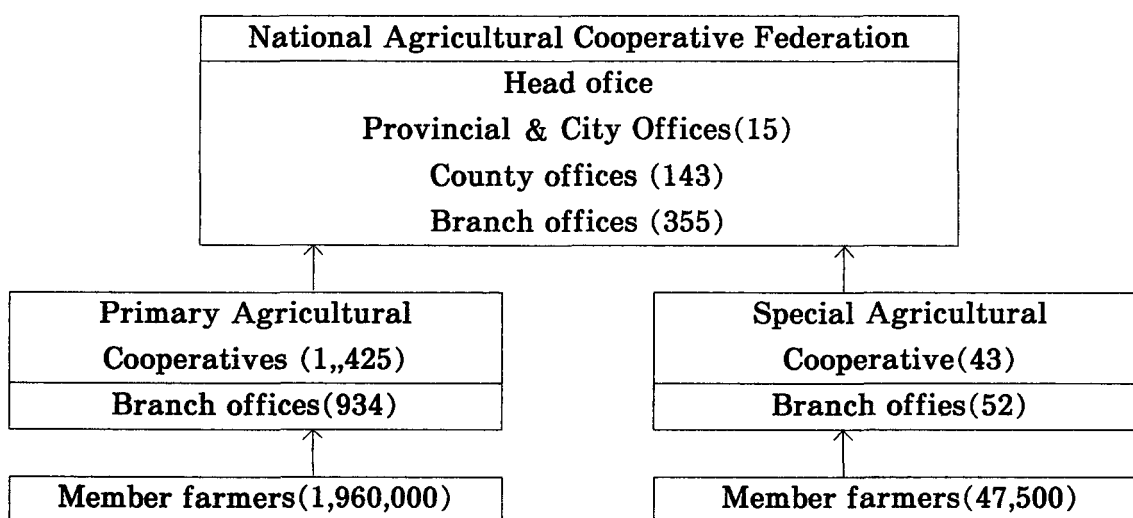 National Agricultural Cooperative Federation
Head ofice
Provincial & City Offices(15)
County offices (143)
Branch offices (355)
Primary Agricultural
Cooperatives (1,,425)
Branch offices(934)
Member farmers(1,960,000)
Special Agricultural
Cooperative(43)
Branch offies(52)
Member farmers(47,500)